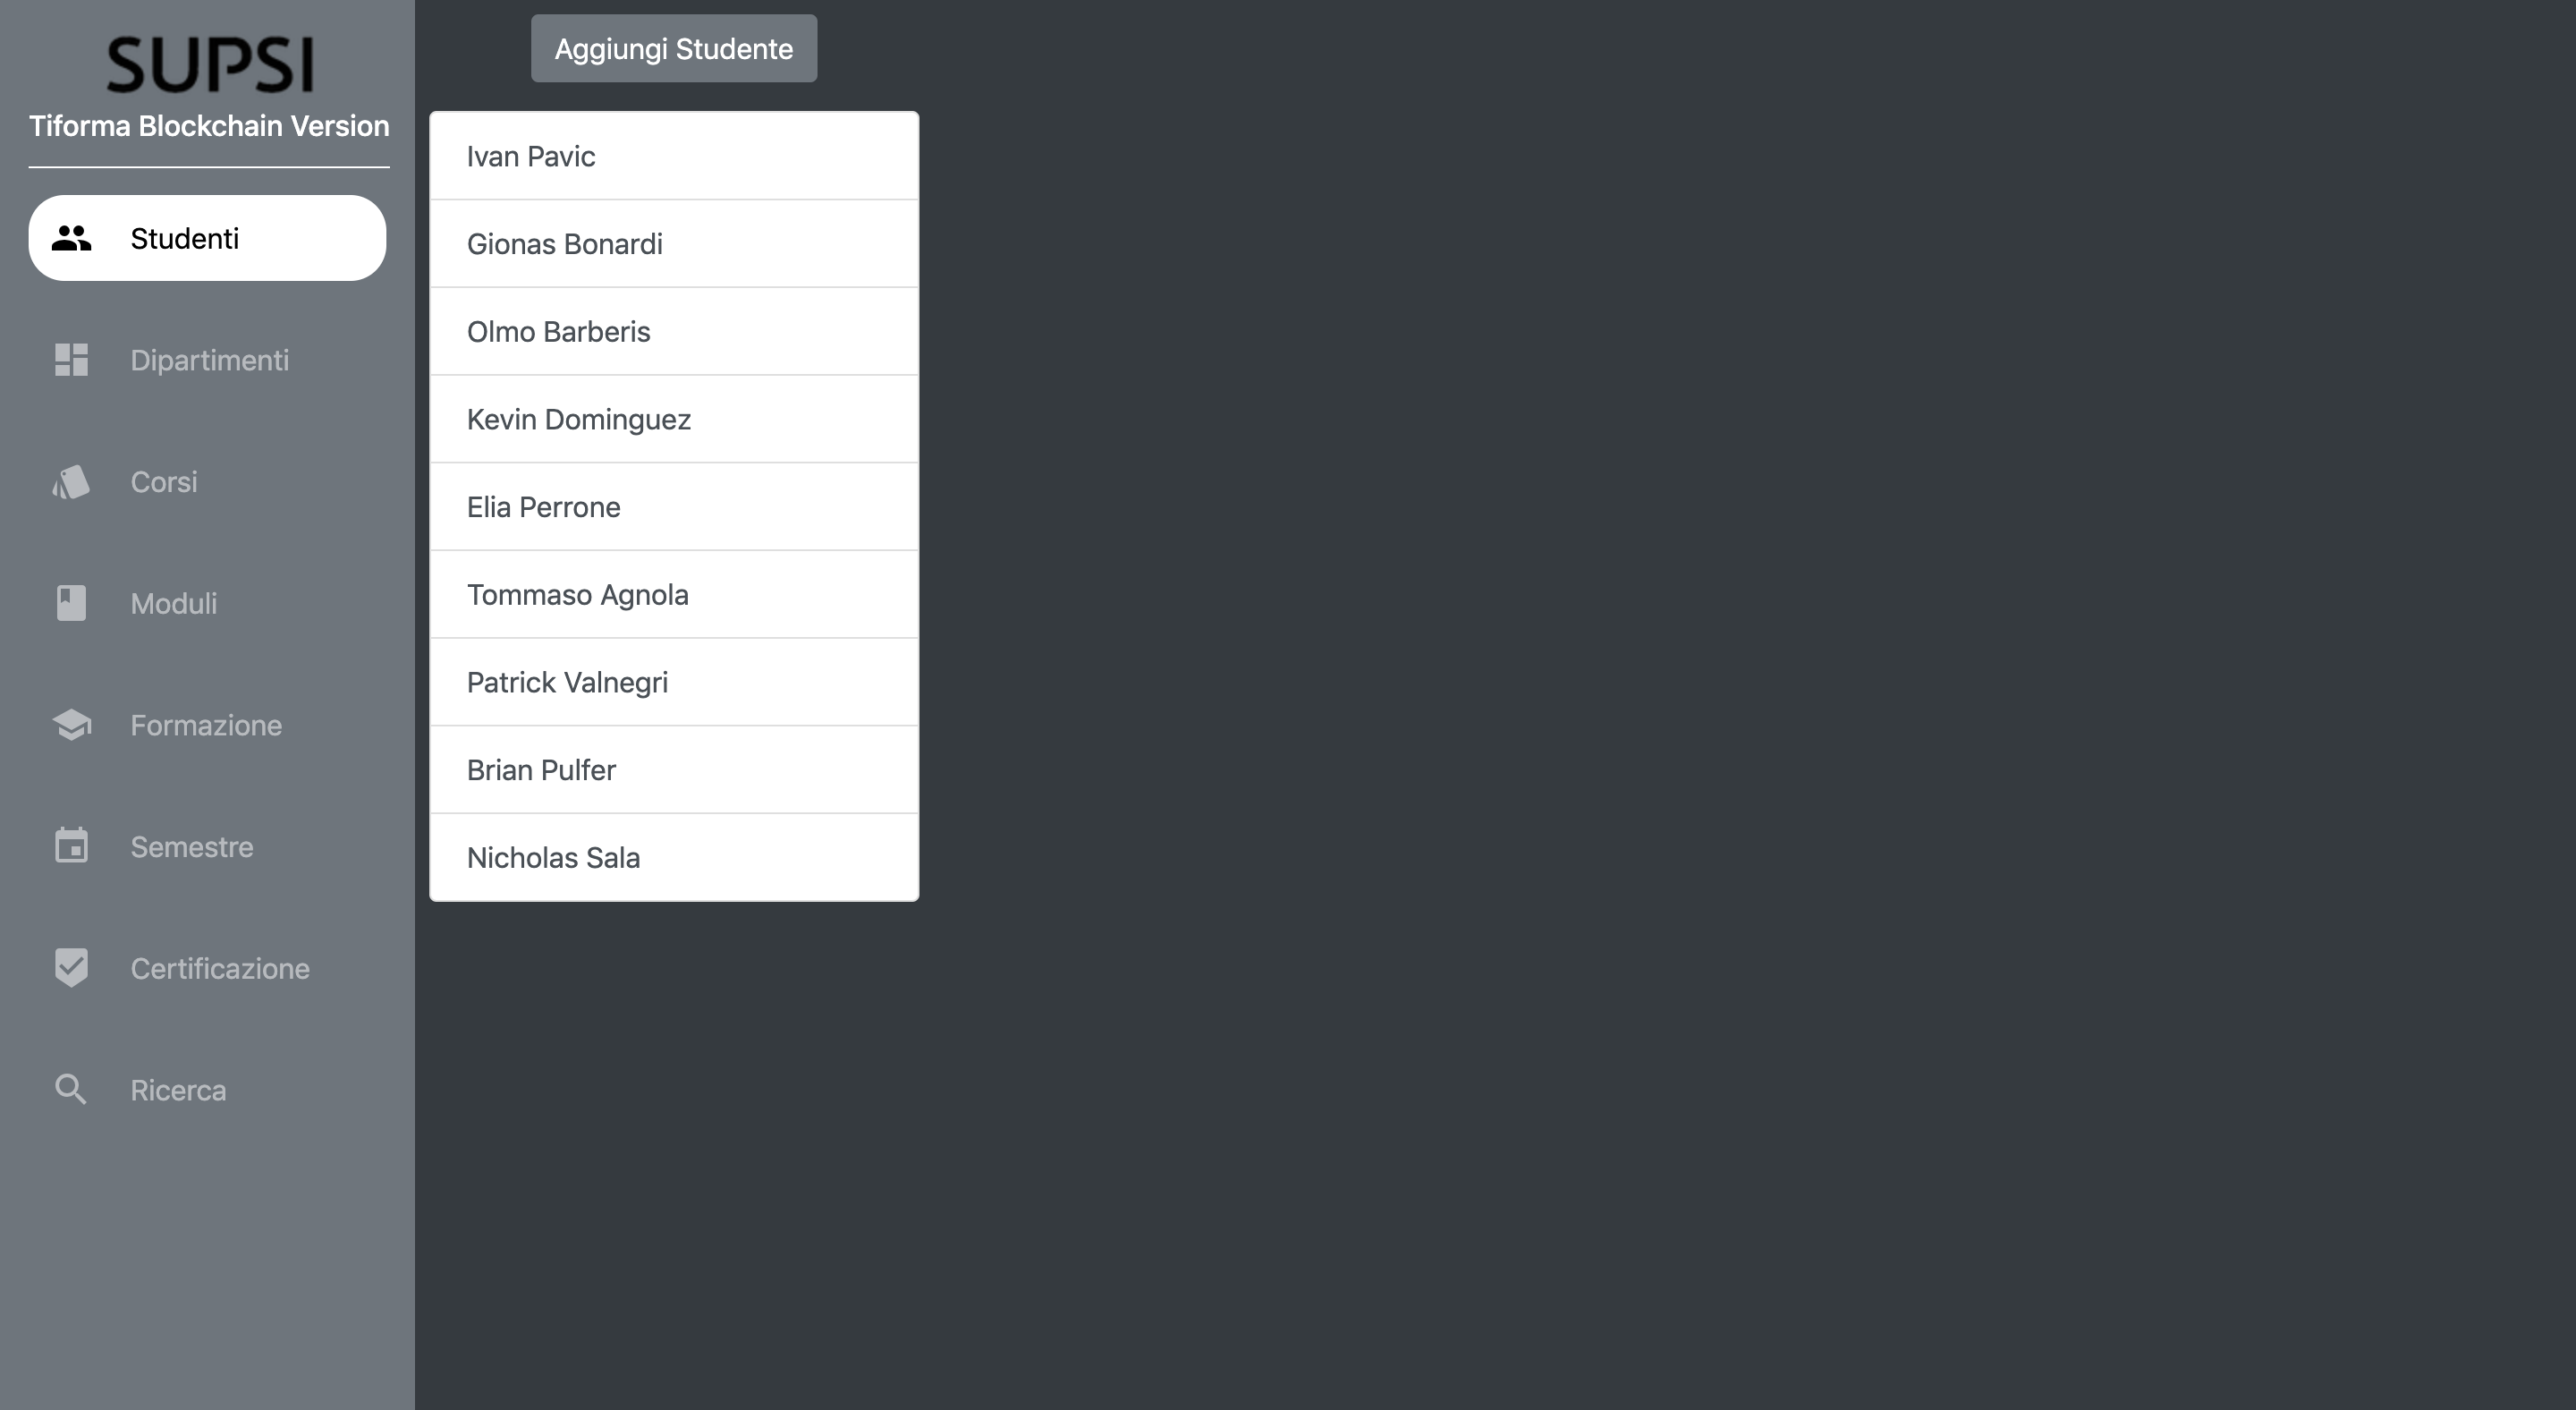 SUPSI
Tiforma Blockchain Version
Studenti
Dipartimenti
Corsi
Moduli
Formazione
Semestre
Certificazione
Ricerca
Aggiungi Studente
Ivan Pavic
Gionas Bonardi
Olmo Barberis
Kevin Dominguez
Elia Perrone
Tommaso Agnola
Patrick Valnegri
Brian Pulfer
Nicholas Sala